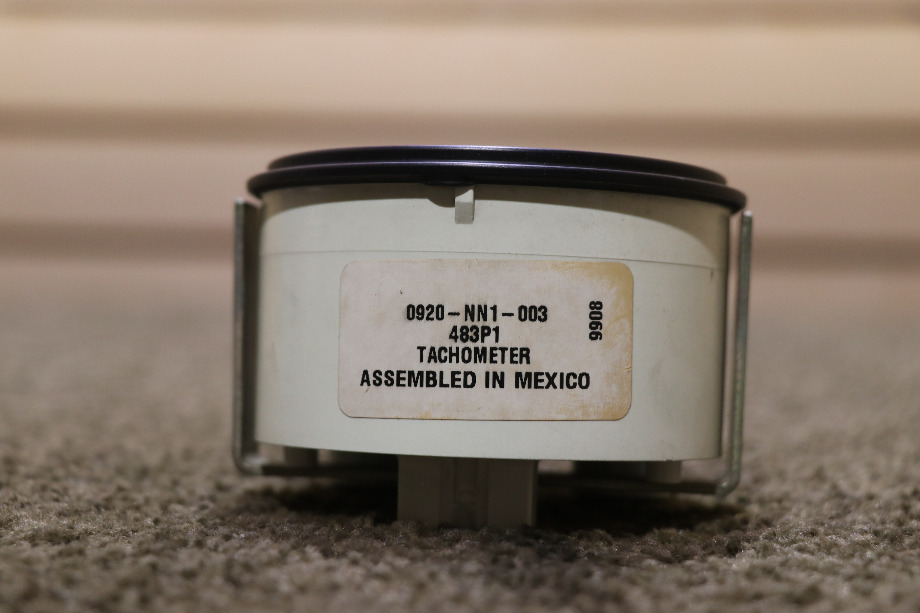 0920-NN1-003
483P1
TACHOMETER
ASSEMBLED IN MEXICO
9908